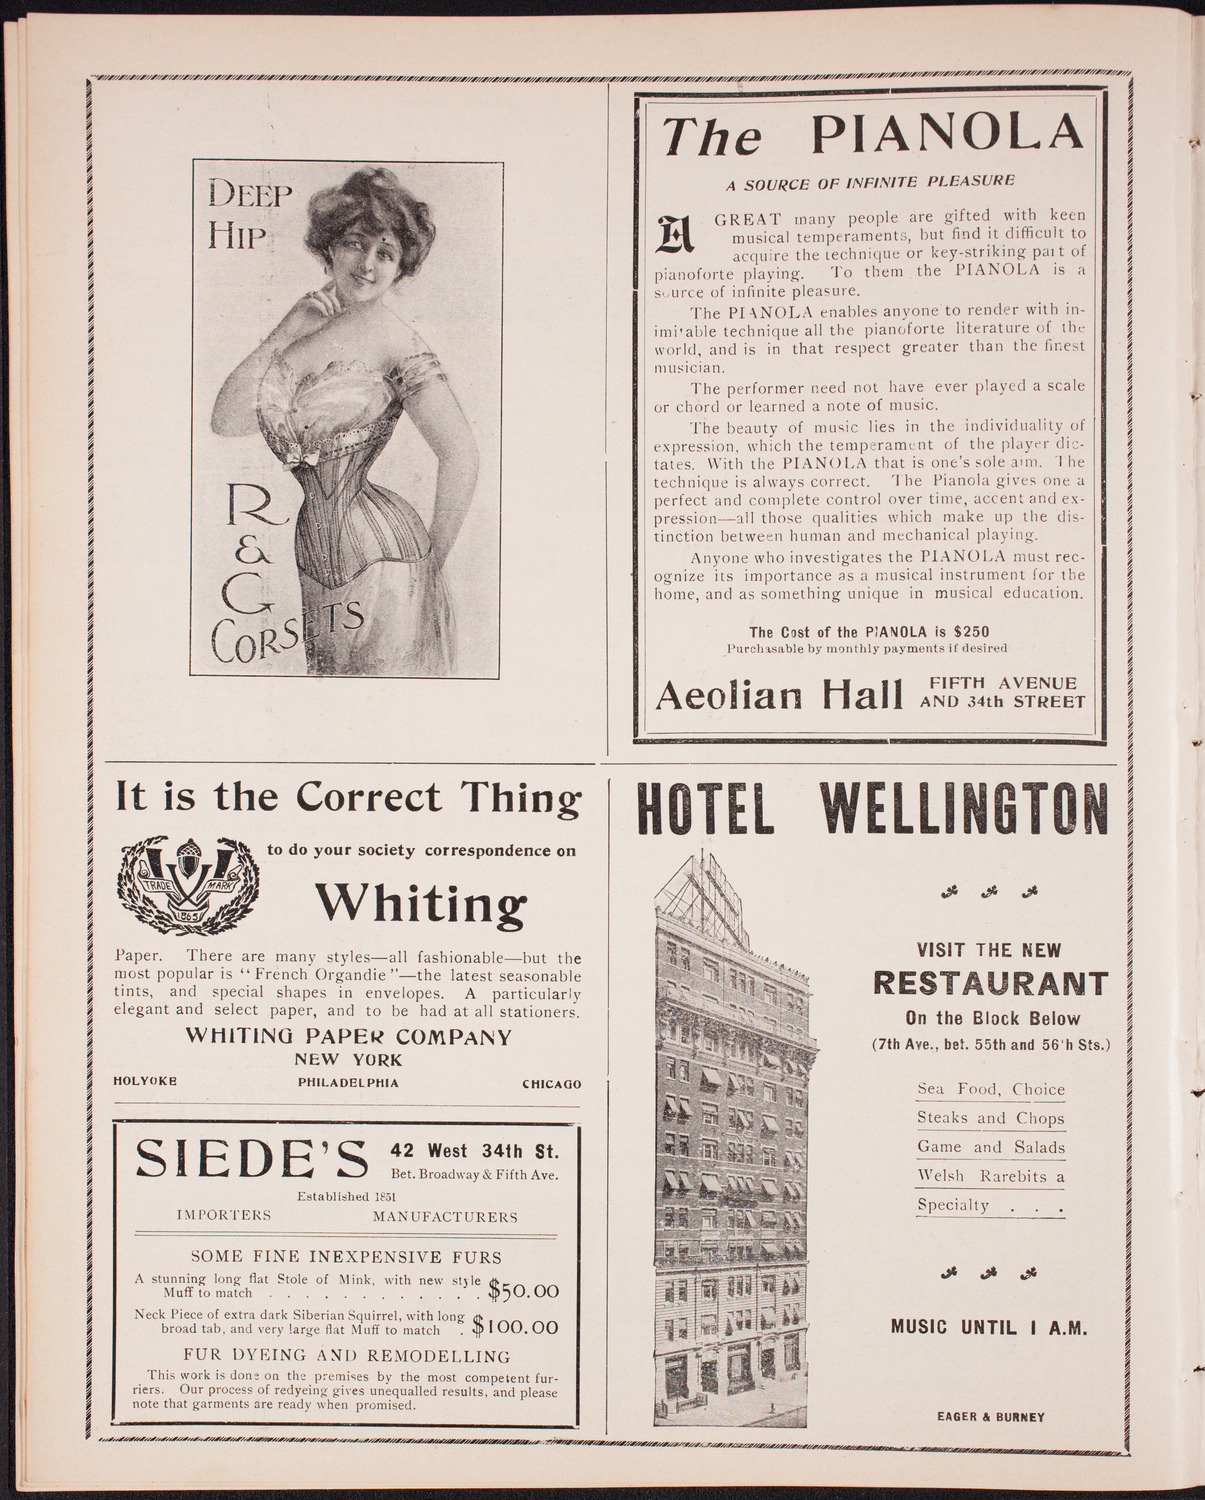 DEEP
HIP
R
&
G
CORSETS
The PIANOLA
A SOURCE OF INFINITE PLEASURE
A GREAT many people are gifted with keen
musical temperaments, but find it difficult to
acquire the technique or key-striking part of
pianoforte playing. To them the PIANOLA is a
source of infinite pleasure.
The PIANOLA enables anyone to render with in-
imitable technique all the pianoforte literature of the
world, and is in that respect greater than the finest
musician.
The performer need not have ever played a scale
or chord or learned a note of music.
The beauty of music lies in the individuality of
expression, which the temperament of the player dic-
tates. With the PIANOLA that is one's sole aim. The
technique is always correct. The Pianola gives one a
perfect and complete control over time, accent and ex-
pression—all those qualities which make up the dis-
tinction between human and mechanical playing.
Anyone who investigates the PIANOLA must rec-
ognize its importance as a musical instrument for the
home, and as something unique in musical education.
The Cost of the PIANOLA is $250
Purchasable by monthly payments if desired
Aeolian Hall FIFTH AVENUE
AND 34th STREET
It is the Correct Thing
to do your society correspondence on
TRADE MARK
1865
Whiting
Paper. There are many styles—all fashionable—but the
most popular is "French Organdie"—the latest seasonable
tints, and special shapes in envelopes. A particularly
elegant and select paper, and to be had at all stationers.
WHITING PAPER COMPANY
NEW YORK
HOLYOKE PHILADELPHIA CHICAGO
SIEDE'S 42 West 34th St.
Bet. Broadway & Fifth Ave.
Established 1851
IMPORTERS MANUFACTURERS
SOME FINE INEXPENSIVE FURS
A stunning long flat Stole of Mink, with new style
Muff to match . . . . . . . . . . . . $50.00
Neck Piece of extra dark Siberian Squirrel, with long
broad tab, and very large flat Muff to match . $100.00
FUR DYEING AND REMODELLING
This work is done on the premises by the most competent fur-
riers. Our process of redyeing gives unequalled results, and please
note that garments are ready when promised.
HOTEL WELLINGTON
VISIT THE NEW
RESTAURANT
On the Block Below
(7th Ave., bet. 55th and 56th Sts.)
Sea Food, Choice
Steaks and Chops
Game and Salads
Welsh Rarebits a
Specialty . . .
MUSIC UNTIL 1 A.M.
EAGER & BURNEY